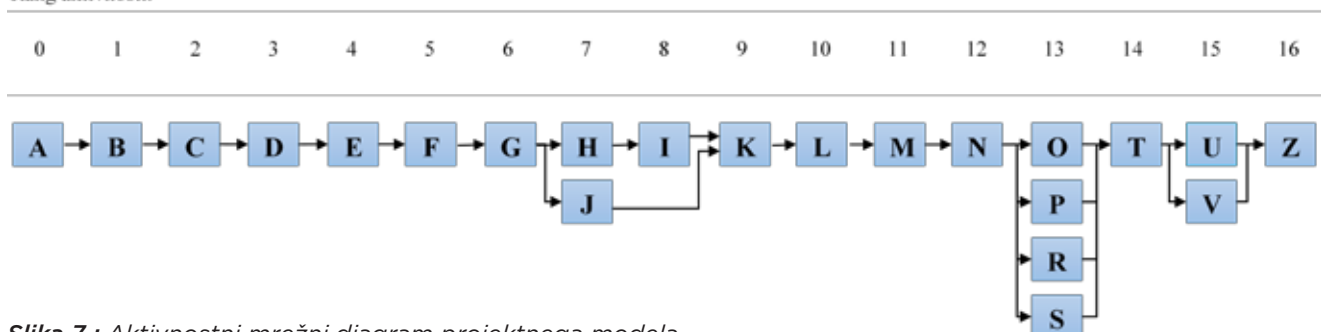 0 1 2 3 4 5 6 7 8 9 10 11 12 13 14 15 16
A B C D E F G H I K L M N O T U Z
J P V
R
S
Slika 7.: Aktivnostni mrežni diagram projektnega modela